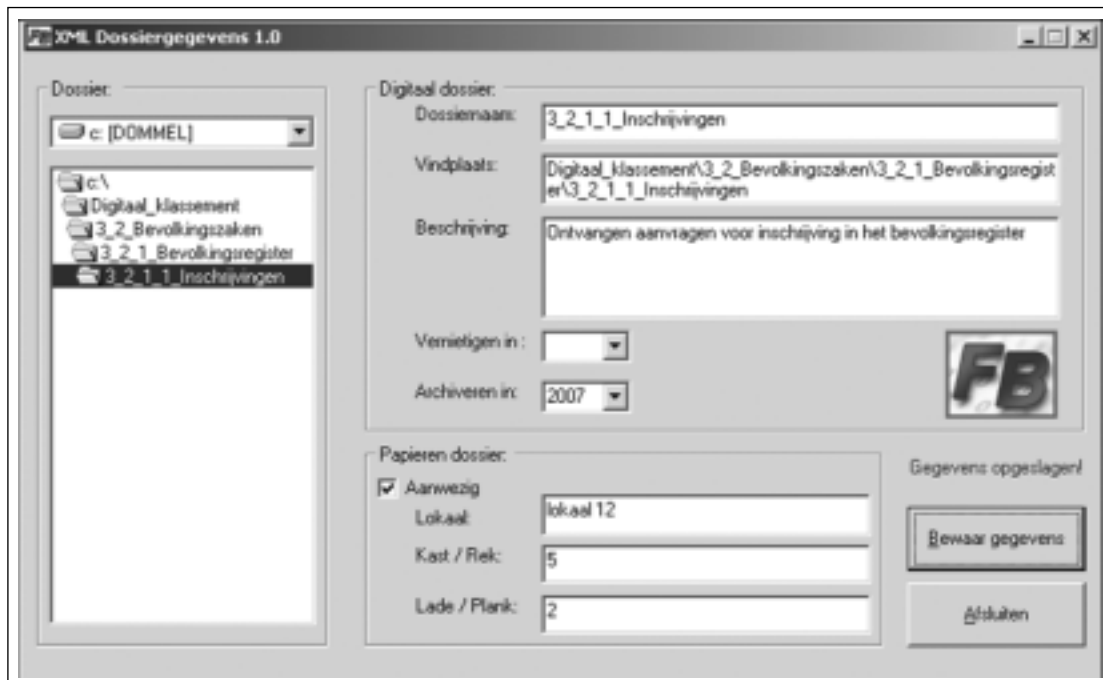 XML Dossiergegevens 1.0
Dossier:
c: [DOMMEL]
c:\
Digitaal_klassement
3_2_Bevolkingszaken
3_2_1_Bevolkingsregister
3_2_1_1_Inschrijvingen
Digitaal dossier:
Dossiernaam:
3_2_1_1_Inschrijvingen
Vindplaats:
Digitaal_klassement\3_2_Bevolkingszaken\3_2_1_Bevolkingsregist
er\3_2_1_1_Inschrijvingen
Beschrijving:
Ontvangen aanvragen voor inschrijving in het bevolkingsregister
Vernietigen in :
Archiveren in:
2007
FB
Papieren dossier:
Aanwezig
Lokaal:
lokaal 12
Kast / Rek:
5
Lade / Plank:
2
Gegevens opgeslagen!
Bewaar gegevens
Afsluiten